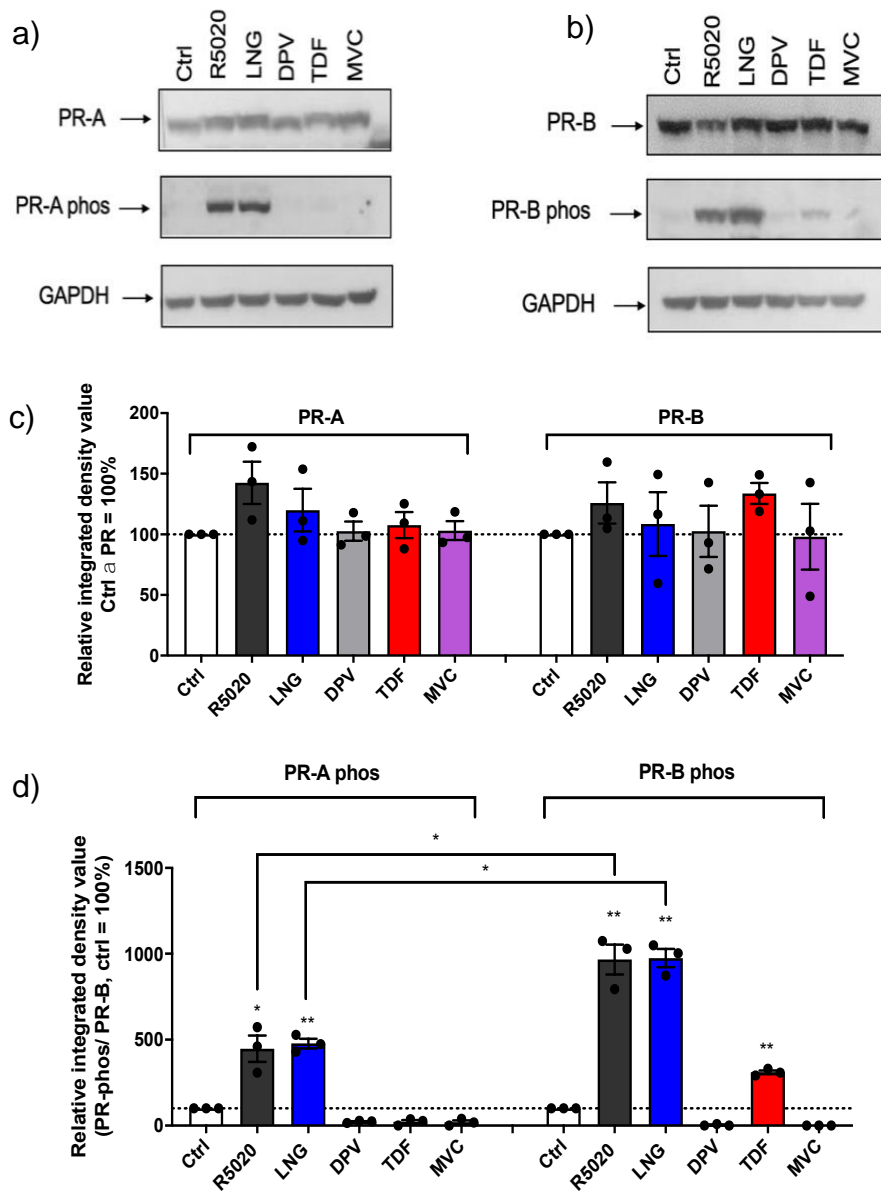 a)
Ctrl R5020 LNG DPV TDF MVC
PR-A
PR-A phos
GAPDH
b)
Ctrl R5020 LNG DPV TDF MVC
PR-B
PR-B phos
GAPDH
c)
Relative integrated density value
Ctrl a PR = 100%
PR-A PR-B
200
150
100
50
0
Ctrl R5020 LNG DPV TDF MVC Ctrl R5020 LNG DPV TDF MVC
d)
Relative integrated density value
(PR-phos/ PR-B, ctrl = 100%)
PR-A phos PR-B phos
*
*
1500
1000
500
0
** **
* **
**
Ctrl R5020 LNG DPV TDF MVC Ctrl R5020 LNG DPV TDF MVC